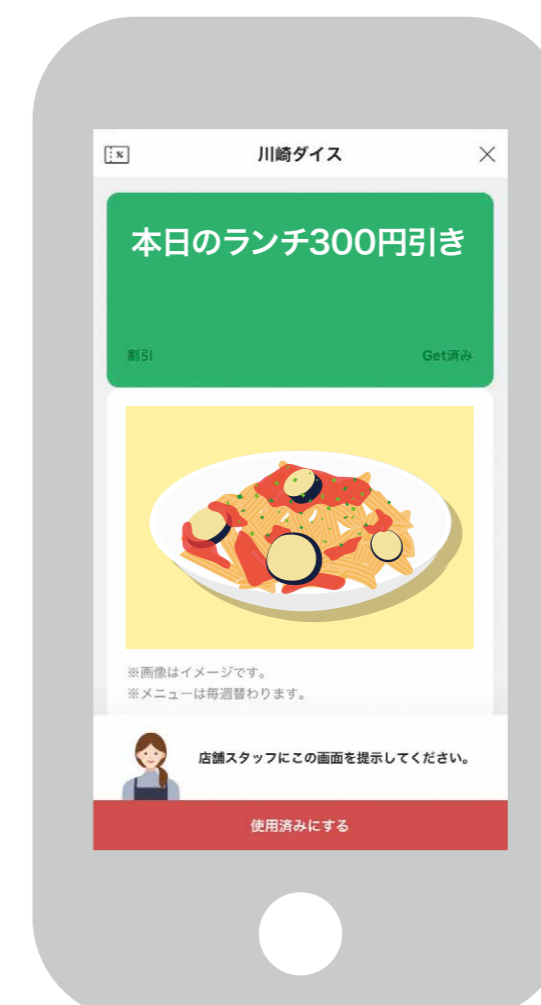 川崎ダイス
本日のランチ300円引き
割引
Get済み
※画像はイメージです。
※メニューは毎週替わります。
店舗スタッフにこの画面を提示してください。
使用済みにする